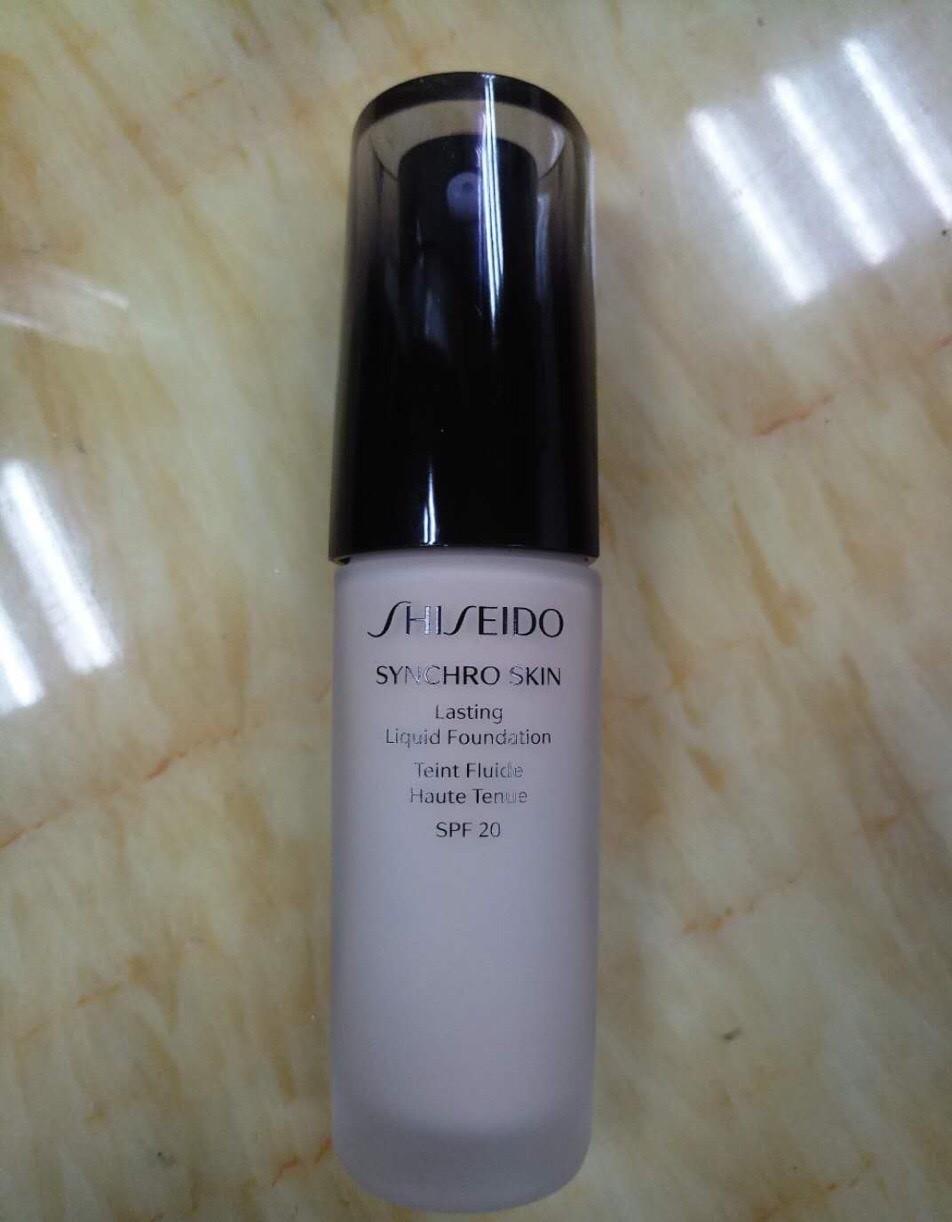 SHISEIDO
SYNCHRO SKIN
Lasting
Liquid Foundation
Teint Fluide
Haute Tenue
SPF 20